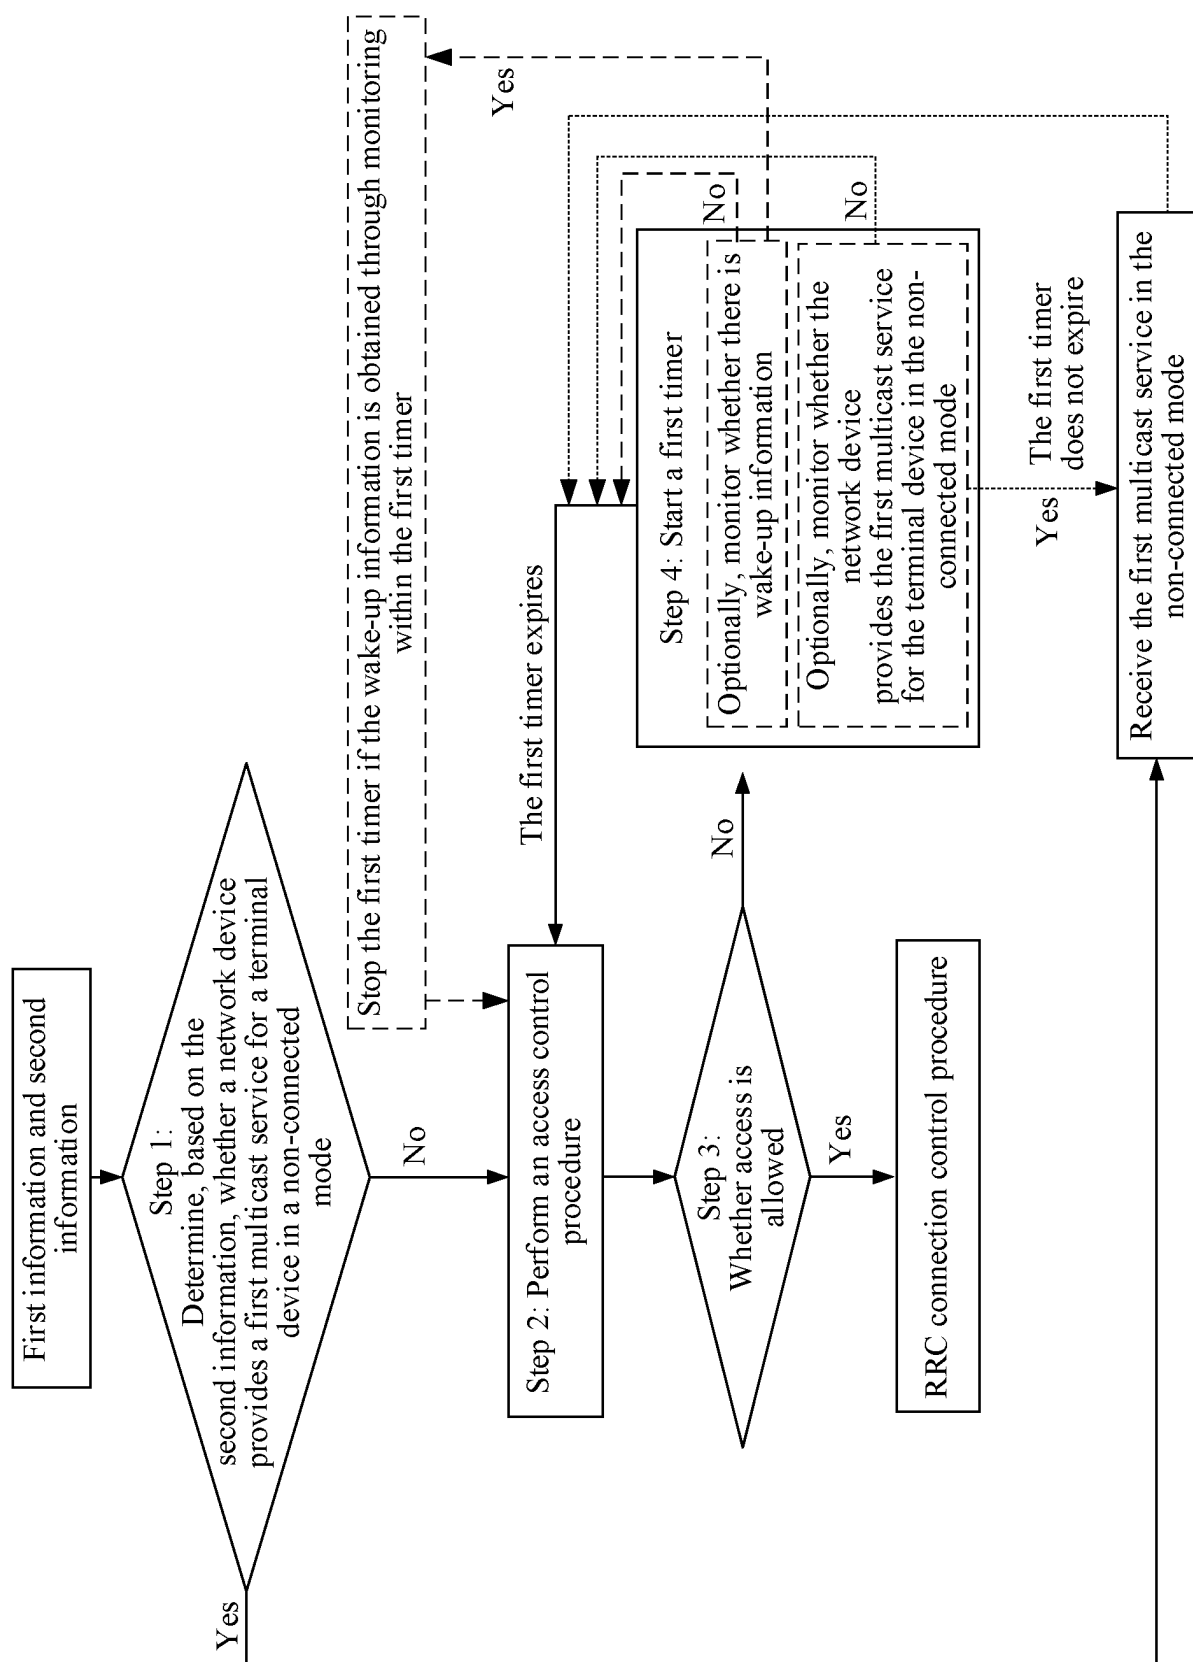 First information and second
information
Step 1:
Determine, based on the
second information, whether a network device
provides a first multicast service for a terminal
device in a non-connected
mode
Yes
No
Stop the first timer if the wake-up information is obtained through monitoring
within the first timer
Yes
Step 2: Perform an access control
procedure
The first timer expires
Step 3:
Whether access is
allowed
No
Yes
Step 4: Start a first timer
Optionally, monitor whether there is
wake-up information
No
Optionally, monitor whether the
network device
provides the first multicast service
for the terminal device in the non-
connected mode
No
RRC connection control procedure
Yes
The first timer
does not expire
Receive the first multicast service in the
non-connected mode